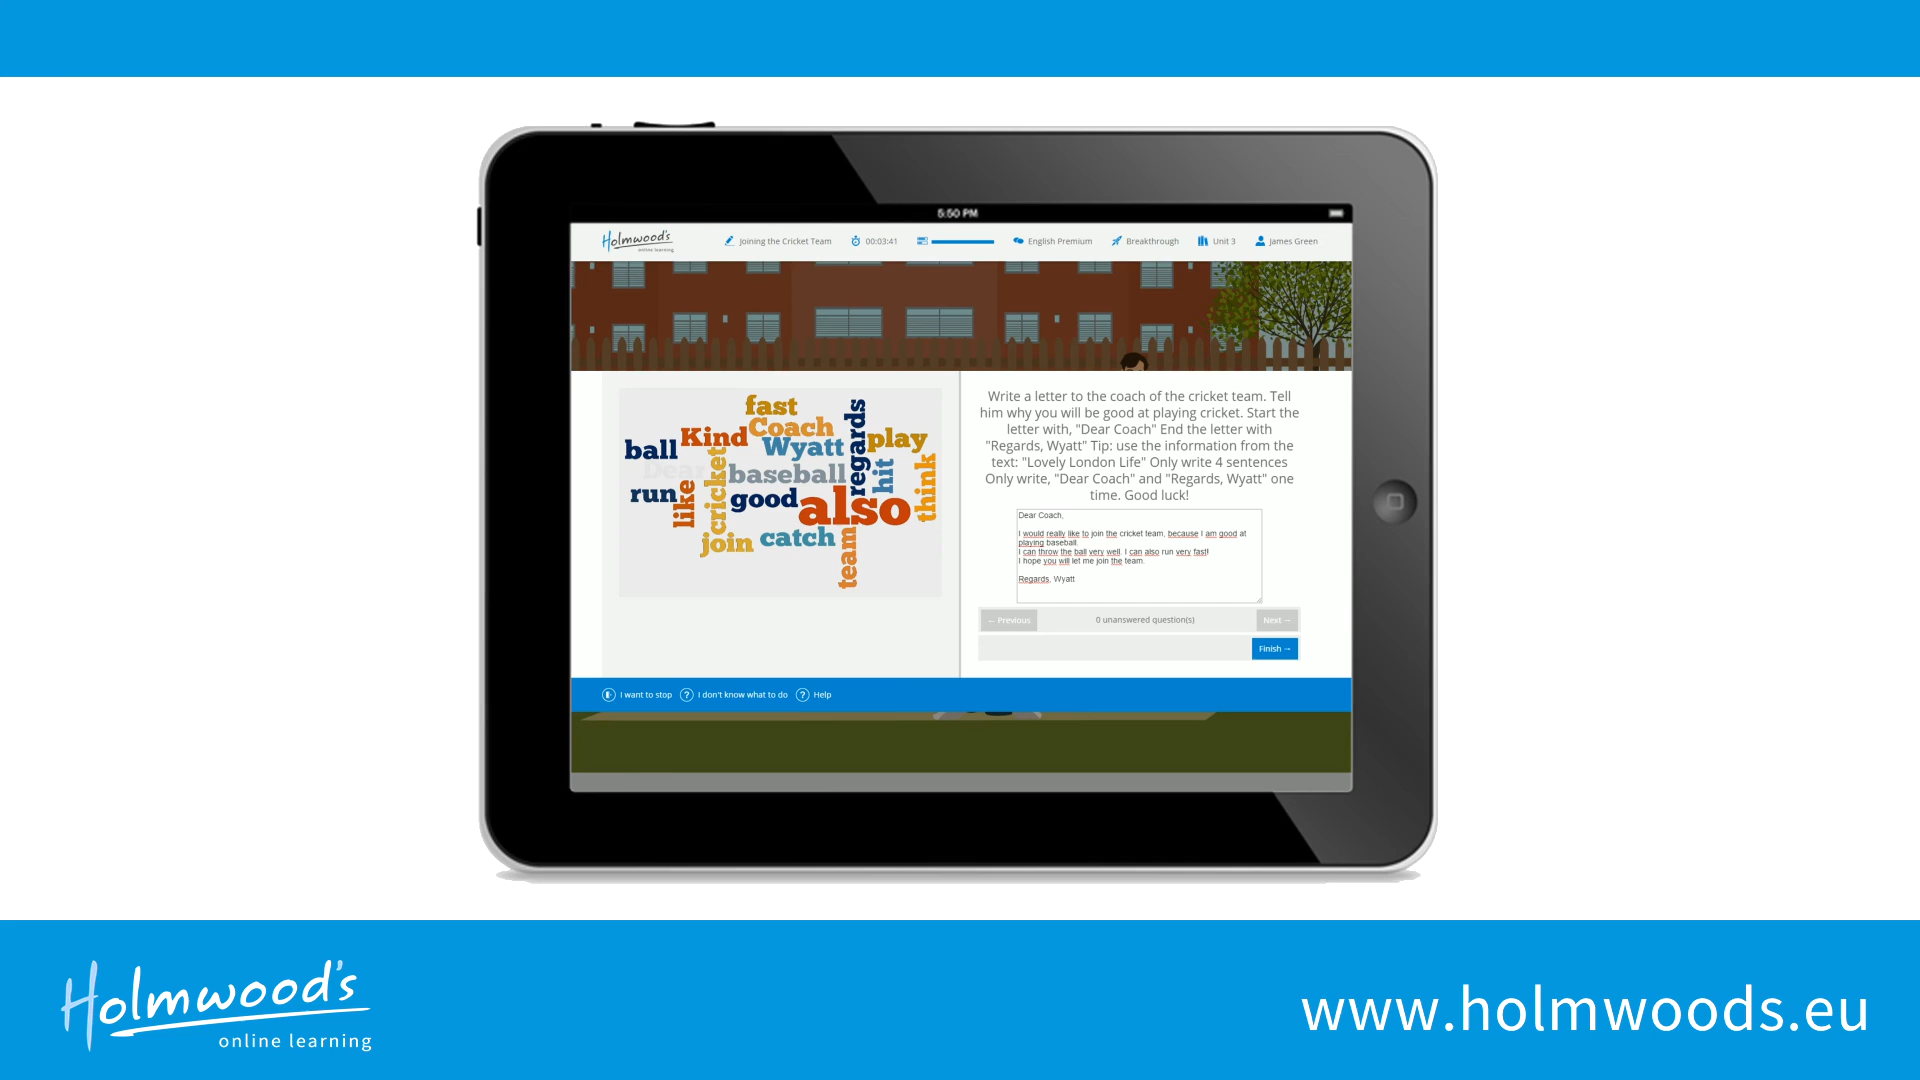 5:50 PM
Holmwood's
online learning
Joining the Cricket Team
00:03:41
English Premium
Breakthrough
Unit 3
James Green
fast
Coach
regards
Kind
Wyatt
play
ball
Dear
baseball
hit
think
run
like
cricket
good
also
join
catch
team
Write a letter to the coach of the cricket team. Tell
him why you will be good at playing cricket. Start the
letter with, "Dear Coach" End the letter with
"Regards, Wyatt" Tip: use the information from the
text: "Lovely London Life" Only write 4 sentences
Only write, "Dear Coach" and "Regards, Wyatt" one
time. Good luck!
Dear Coach,
I would really like to join the cricket team, because I am good at
playing baseball.
I can throw the ball very well. I can also run very fast!
I hope you will let me join the team.
Regards, Wyatt
← Previous
0 unanswered question(s)
Next →
Finish →
I want to stop
? I don't know what to do
? Help
Holmwood's
online learning
www.holmwoods.eu